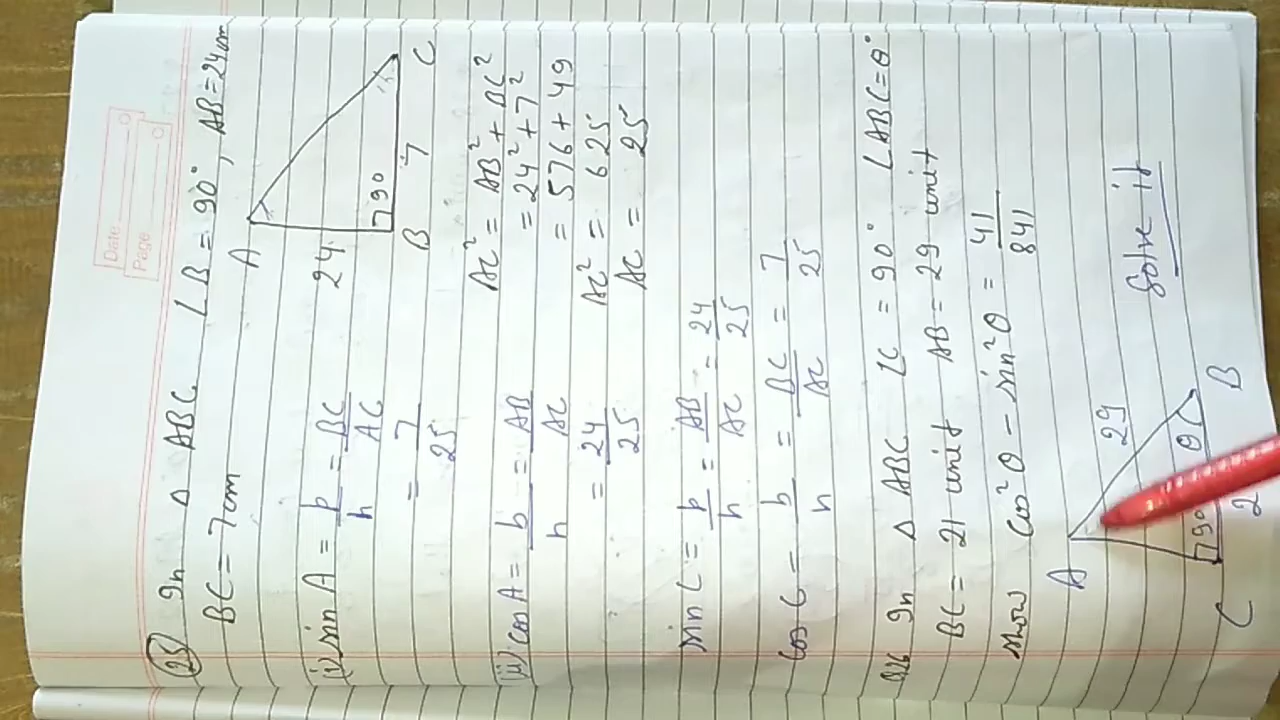 Date
Page
(25) In Δ ABC ∠B = 90°, AB = 24cm
BC = 7cm
A
24
90
B 7 C
(i) sin A = p/h = BC/AC
= 7/25
AC² = AB² + BC²
= 24² + 7²
= 576 + 49
AC² = 625
AC = 25
(ii) cos A = b/h = AB/AC
= 24/25
sin C = p/h = AB/AC = 24/25
Cos C = b/h = BC/AC = 7/25
Q26 In Δ ABC ∠C = 90° ∠ABC = θ°
BC = 21 unit AB = 29 unit
Show Cos²θ - sin²θ = 41/841
A
29
90 θ
C 2 B
Solve it